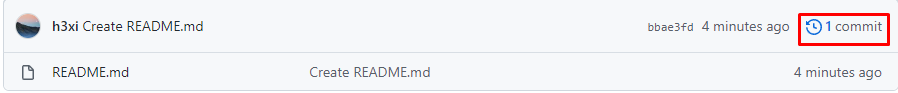 h3xi Create README.md bbae3fd 4 minutes ago 1 commit
README.md Create README.md 4 minutes ago